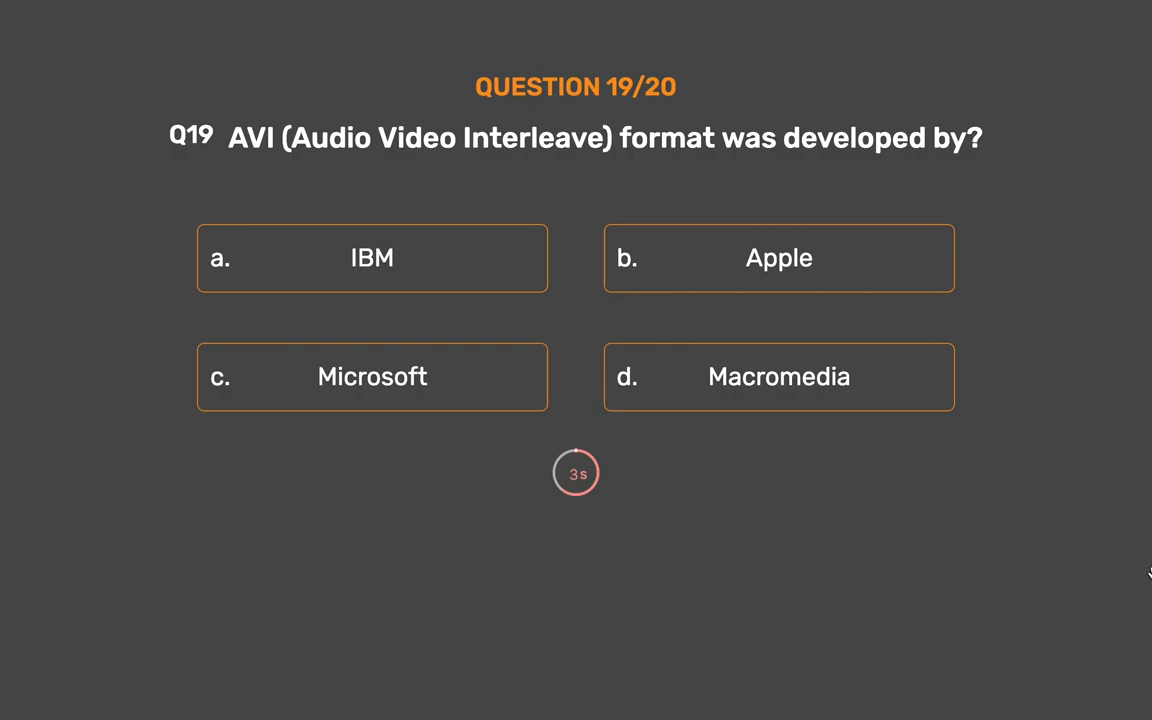 QUESTION 19/20
Q19 AVI (Audio Video Interleave) format was developed by?
a. IBM
b. Apple
c. Microsoft
d. Macromedia
3s